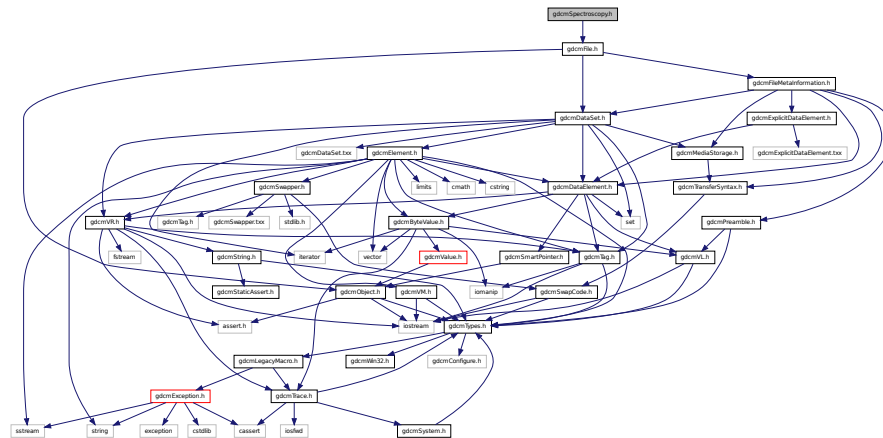 gdcmSpectroscopy.h
gdcmFile.h
gdcmFileMetaInformation.h
gdcmDataSet.h
gdcmExplicitDataElement.h
gdcmDataSet.txx
gdcmElement.h
gdcmMediaStorage.h
gdcmExplicitDataElement.txx
gdcmSwapper.h
limits
cmath
cstring
gdcmDataElement.h
gdcmTransferSyntax.h
gdcmVR.h
gdcmTag.h
gdcmSwapper.txx
stdlib.h
gdcmByteValue.h
set
gdcmPreamble.h
fstream
gdcmString.h
iterator
vector
gdcmValue.h
gdcmSmartPointer.h
gdcmTag.h
gdcmVL.h
gdcmStaticAssert.h
gdcmObject.h
gdcmVM.h
iomanip
gdcmSwapCode.h
assert.h
iostream
gdcmTypes.h
gdcmLegacyMacro.h
gdcmWin32.h
gdcmConfigure.h
gdcmException.h
gdcmTrace.h
sstream
string
exception
cstdlib
cassert
iosfwd
gdcmSystem.h